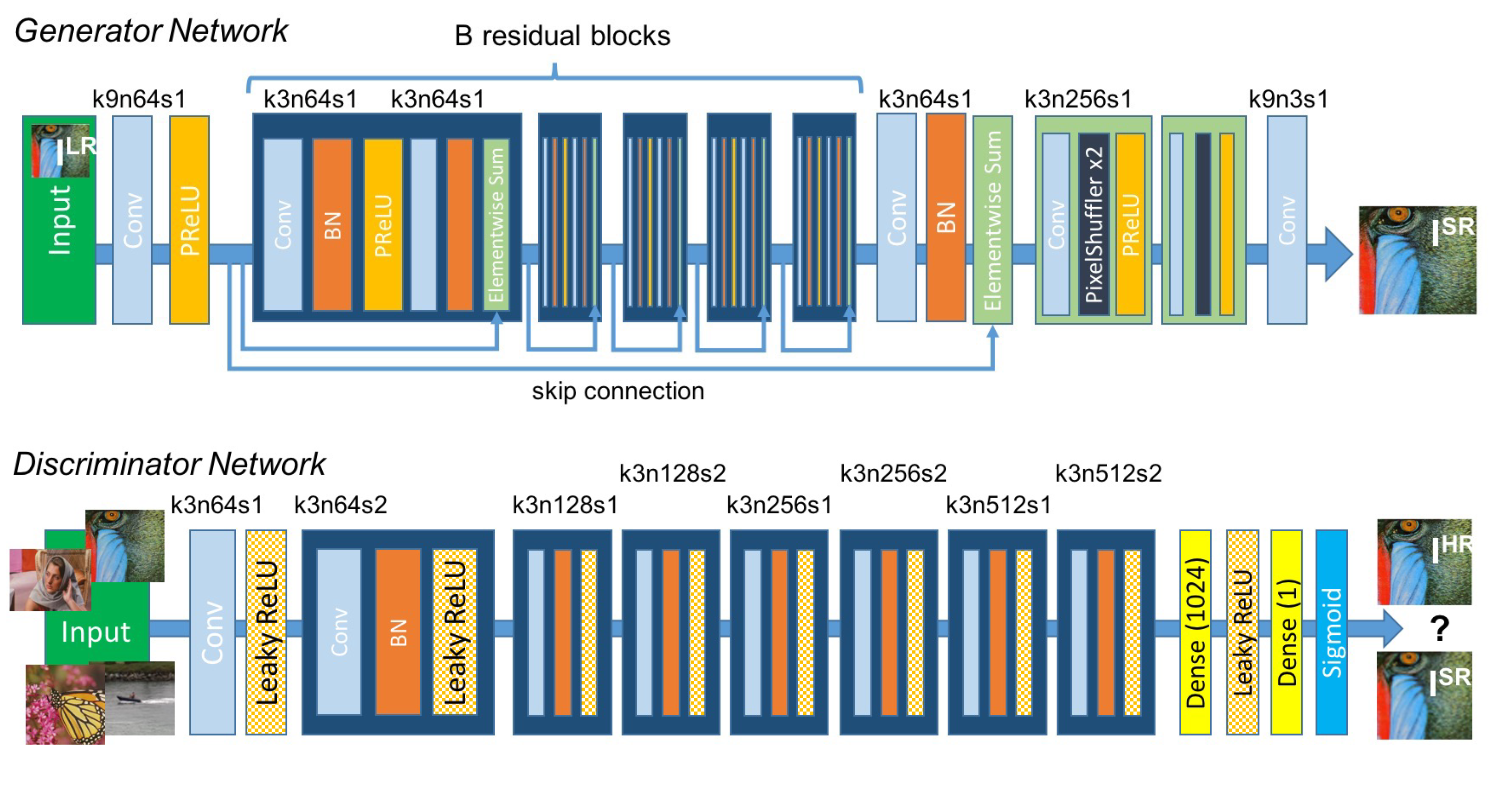 Generator Network
B residual blocks
k9n64s1
k3n64s1
k3n64s1
k3n64s1
k3n256s1
k9n3s1
I^LR
Input
Conv
PReLU
Conv
BN
PReLU
Elementwise Sum
Conv
BN
Elementwise Sum
Conv
PixelShuffler x2
PReLU
Conv
I^SR
skip connection
Discriminator Network
k3n128s2
k3n256s2
k3n512s2
k3n64s1
k3n64s2
k3n128s1
k3n256s1
k3n512s1
Input
Conv
Leaky ReLU
Conv
BN
Leaky ReLU
Dense (1024)
Leaky ReLU
Dense (1)
Sigmoid
I^HR
?
I^SR